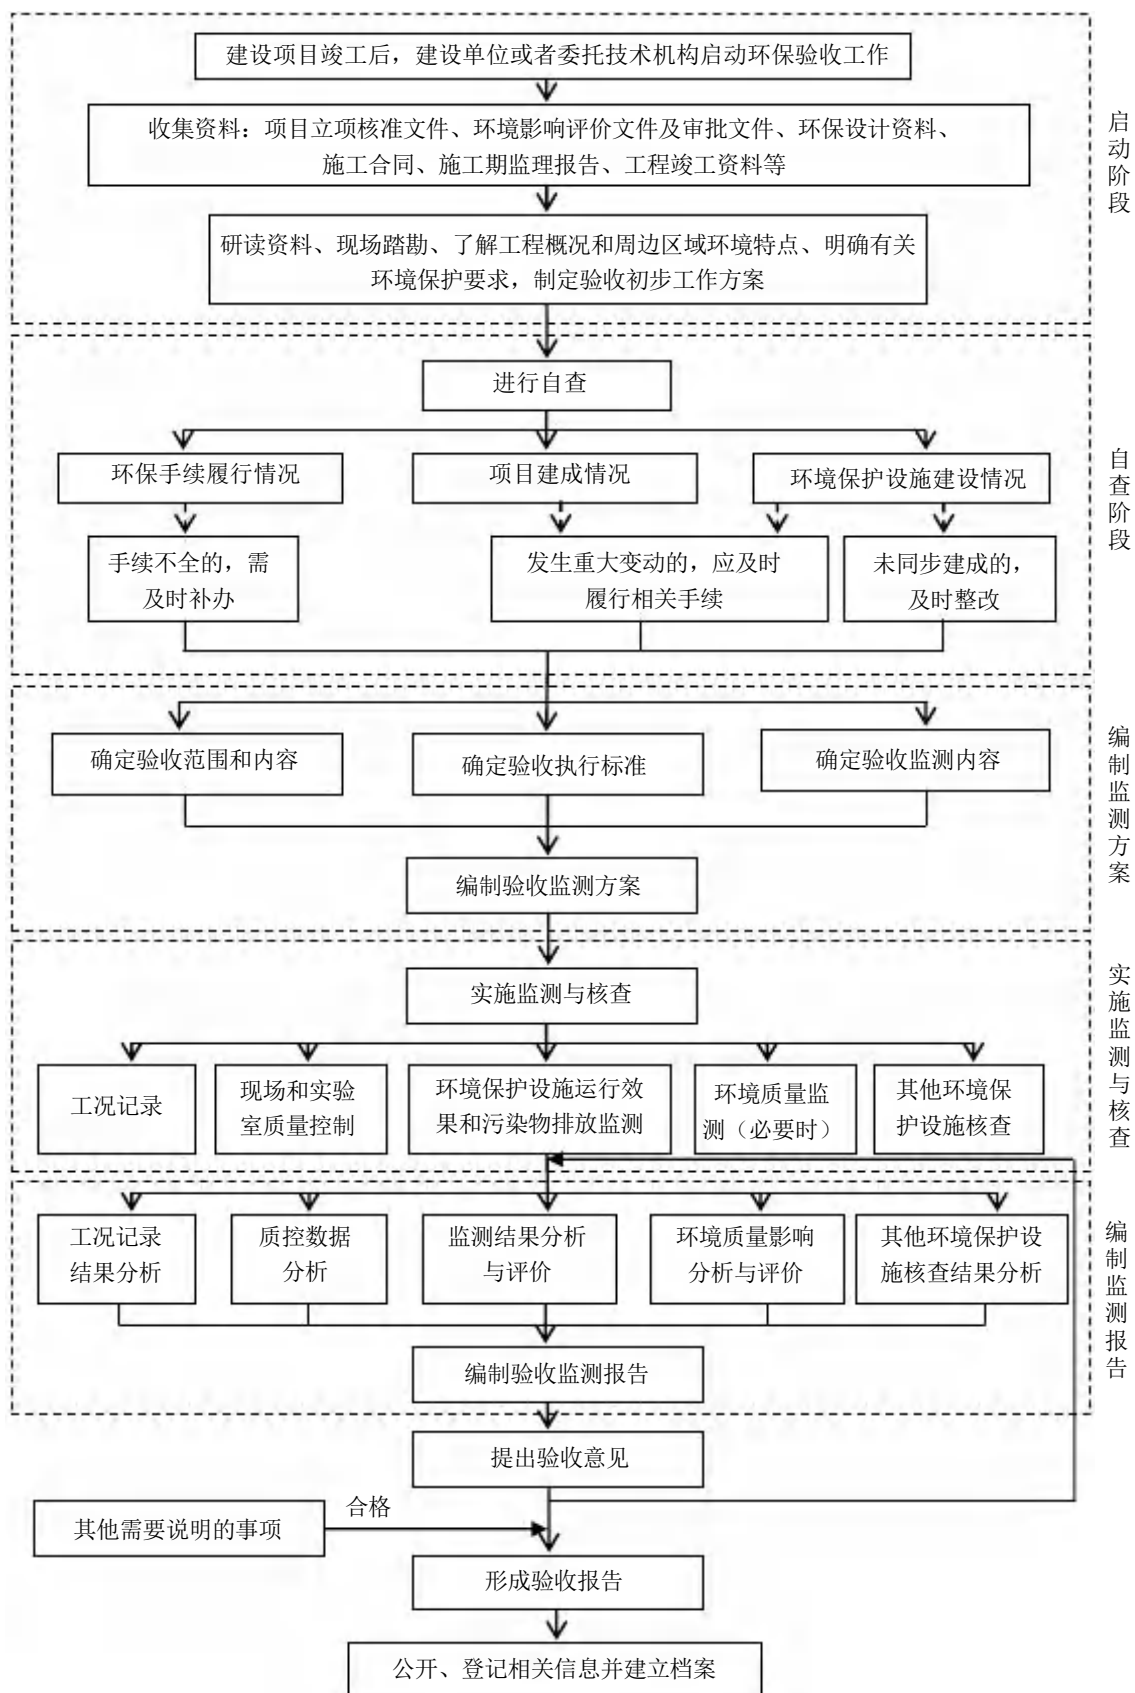 建设项目竣工后，建设单位或者委托技术机构启动环保验收工作
收集资料：项目立项核准文件、环境影响评价文件及审批文件、环保设计资料、
施工合同、施工期监理报告、工程竣工资料等
研读资料、现场踏勘、了解工程概况和周边区域环境特点、明确有关
环境保护要求，制定验收初步工作方案
启动阶段
进行自查
环保手续履行情况
项目建成情况
环境保护设施建设情况
手续不全的，需
及时补办
发生重大变动的，应及时
履行相关手续
未同步建成的，
及时整改
自查阶段
确定验收范围和内容
确定验收执行标准
确定验收监测内容
编制验收监测方案
编制监测方案
实施监测与核查
工况记录
现场和实验
室质量控制
环境保护设施运行效
果和污染物排放监测
环境质量监
测（必要时）
其他环境保
护设施核查
实施监测与核查
工况记录
结果分析
质控数据
分析
监测结果分析
与评价
环境质量影响
分析与评价
其他环境保护设
施核查结果分析
编制验收监测报告
编制监测报告
提出验收意见
其他需要说明的事项
合格
形成验收报告
公开、登记相关信息并建立档案